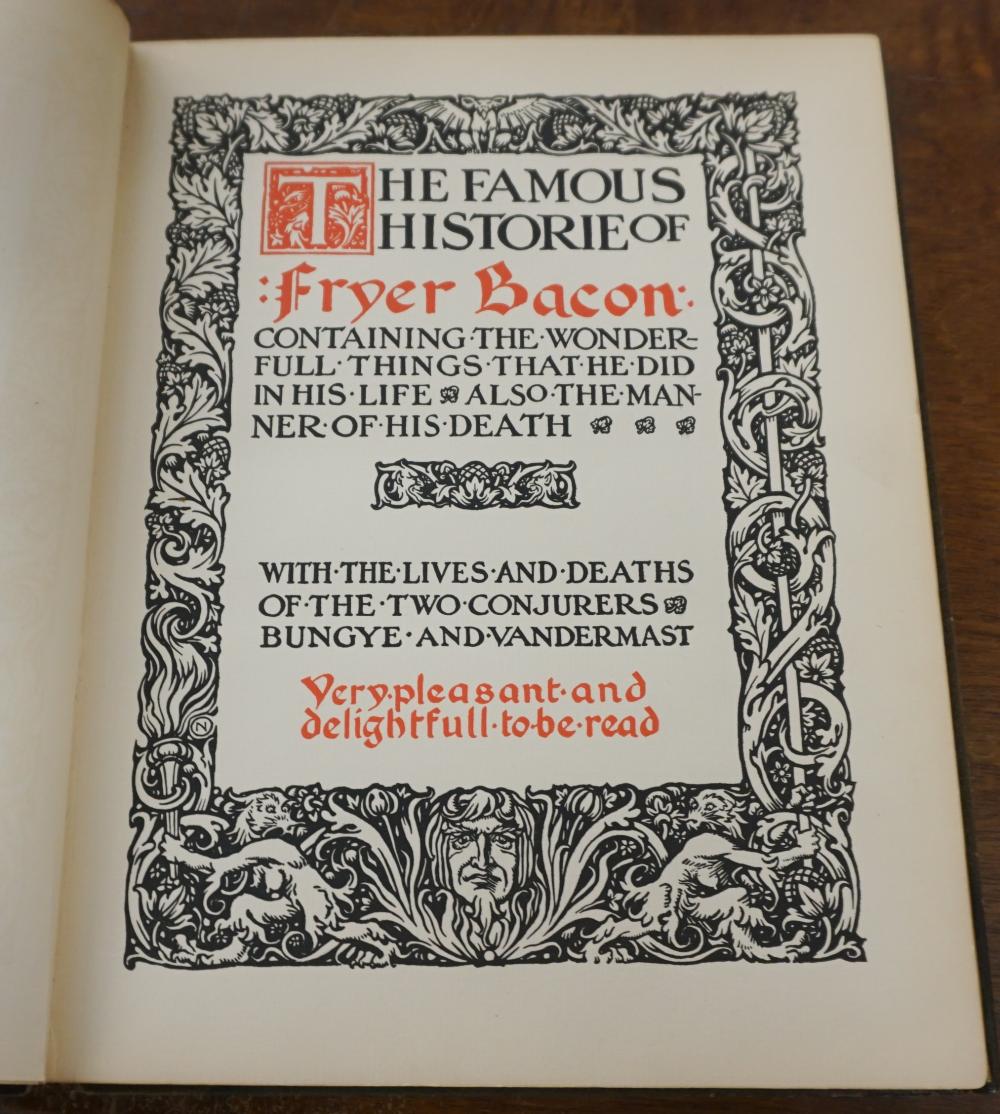 THE FAMOUS
HISTORIE OF
:Fryer Bacon:
CONTAINING·THE·WONDER-
FULL·THINGS·THAT·HE·DID
IN HIS·LIFE ALSO·THE·MAN-
NER·OF·HIS·DEATH
WITH·THE·LIVES·AND·DEATHS
OF·THE·TWO·CONJURERS
BUNGYE·AND·VANDERMAST
Very·pleasant·and
delightfull·to·be·read
N